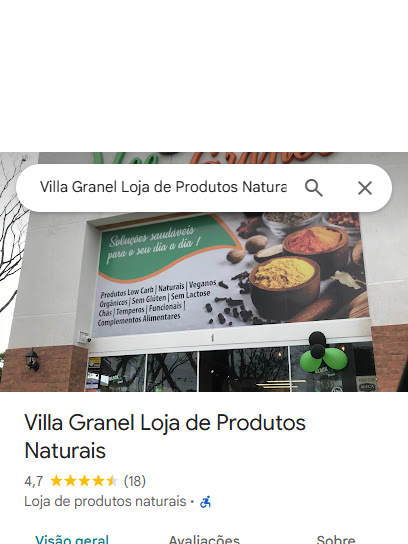 Villa Granel Loja de Produtos Natura
Soluções saudáveis
para o seu dia a dia !
Produtos Low Carb | Naturais | Veganos
Orgânicos | Sem Glúten | Sem Lactose
Chás | Temperos | Funcionais |
Complementos Alimentares
Villa Granel Loja de Produtos
Naturais
4,7 (18)
Loja de produtos naturais ·
Visão geral
Avaliações
Sobre